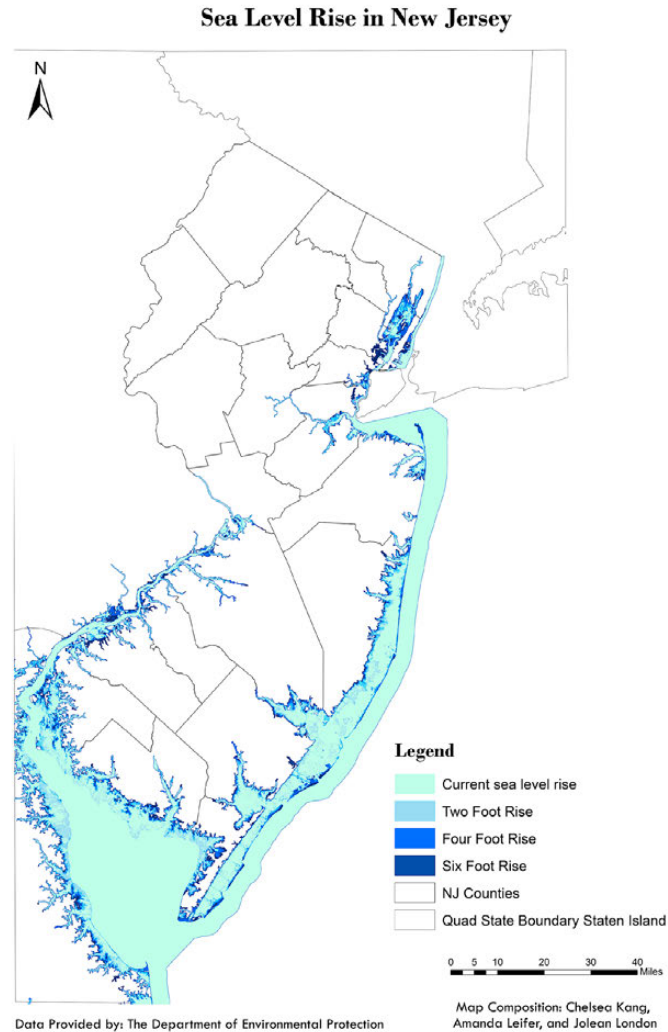 Sea Level Rise in New Jersey
N
Legend
Current sea level rise
Two Foot Rise
Four Foot Rise
Six Foot Rise
NJ Counties
Quad State Boundary Staten Island
0 5 10 20 30 40
Miles
Data Provided by: The Department of Environmental Protection
Map Composition: Chelsea Kang,
Amanda Leifer, and Jolean London